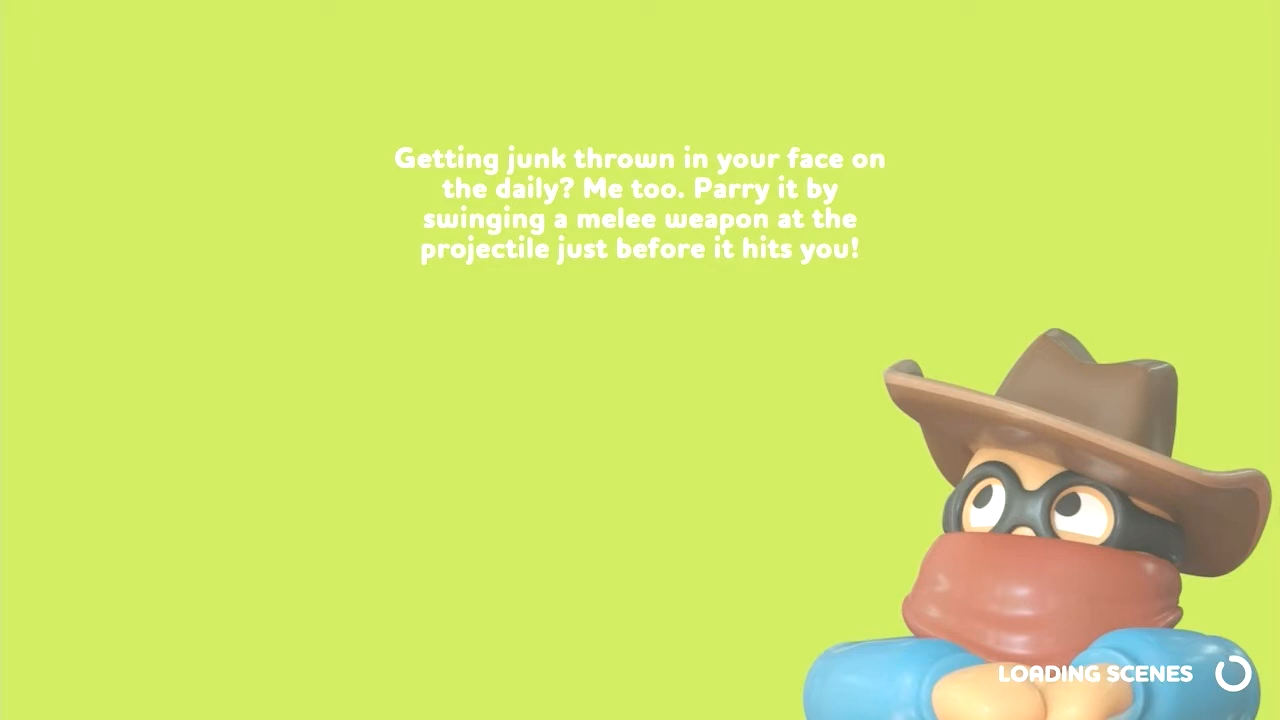 Getting junk thrown in your face on
the daily? Me too. Parry it by
swinging a melee weapon at the
projectile just before it hits you!
LOADING SCENES